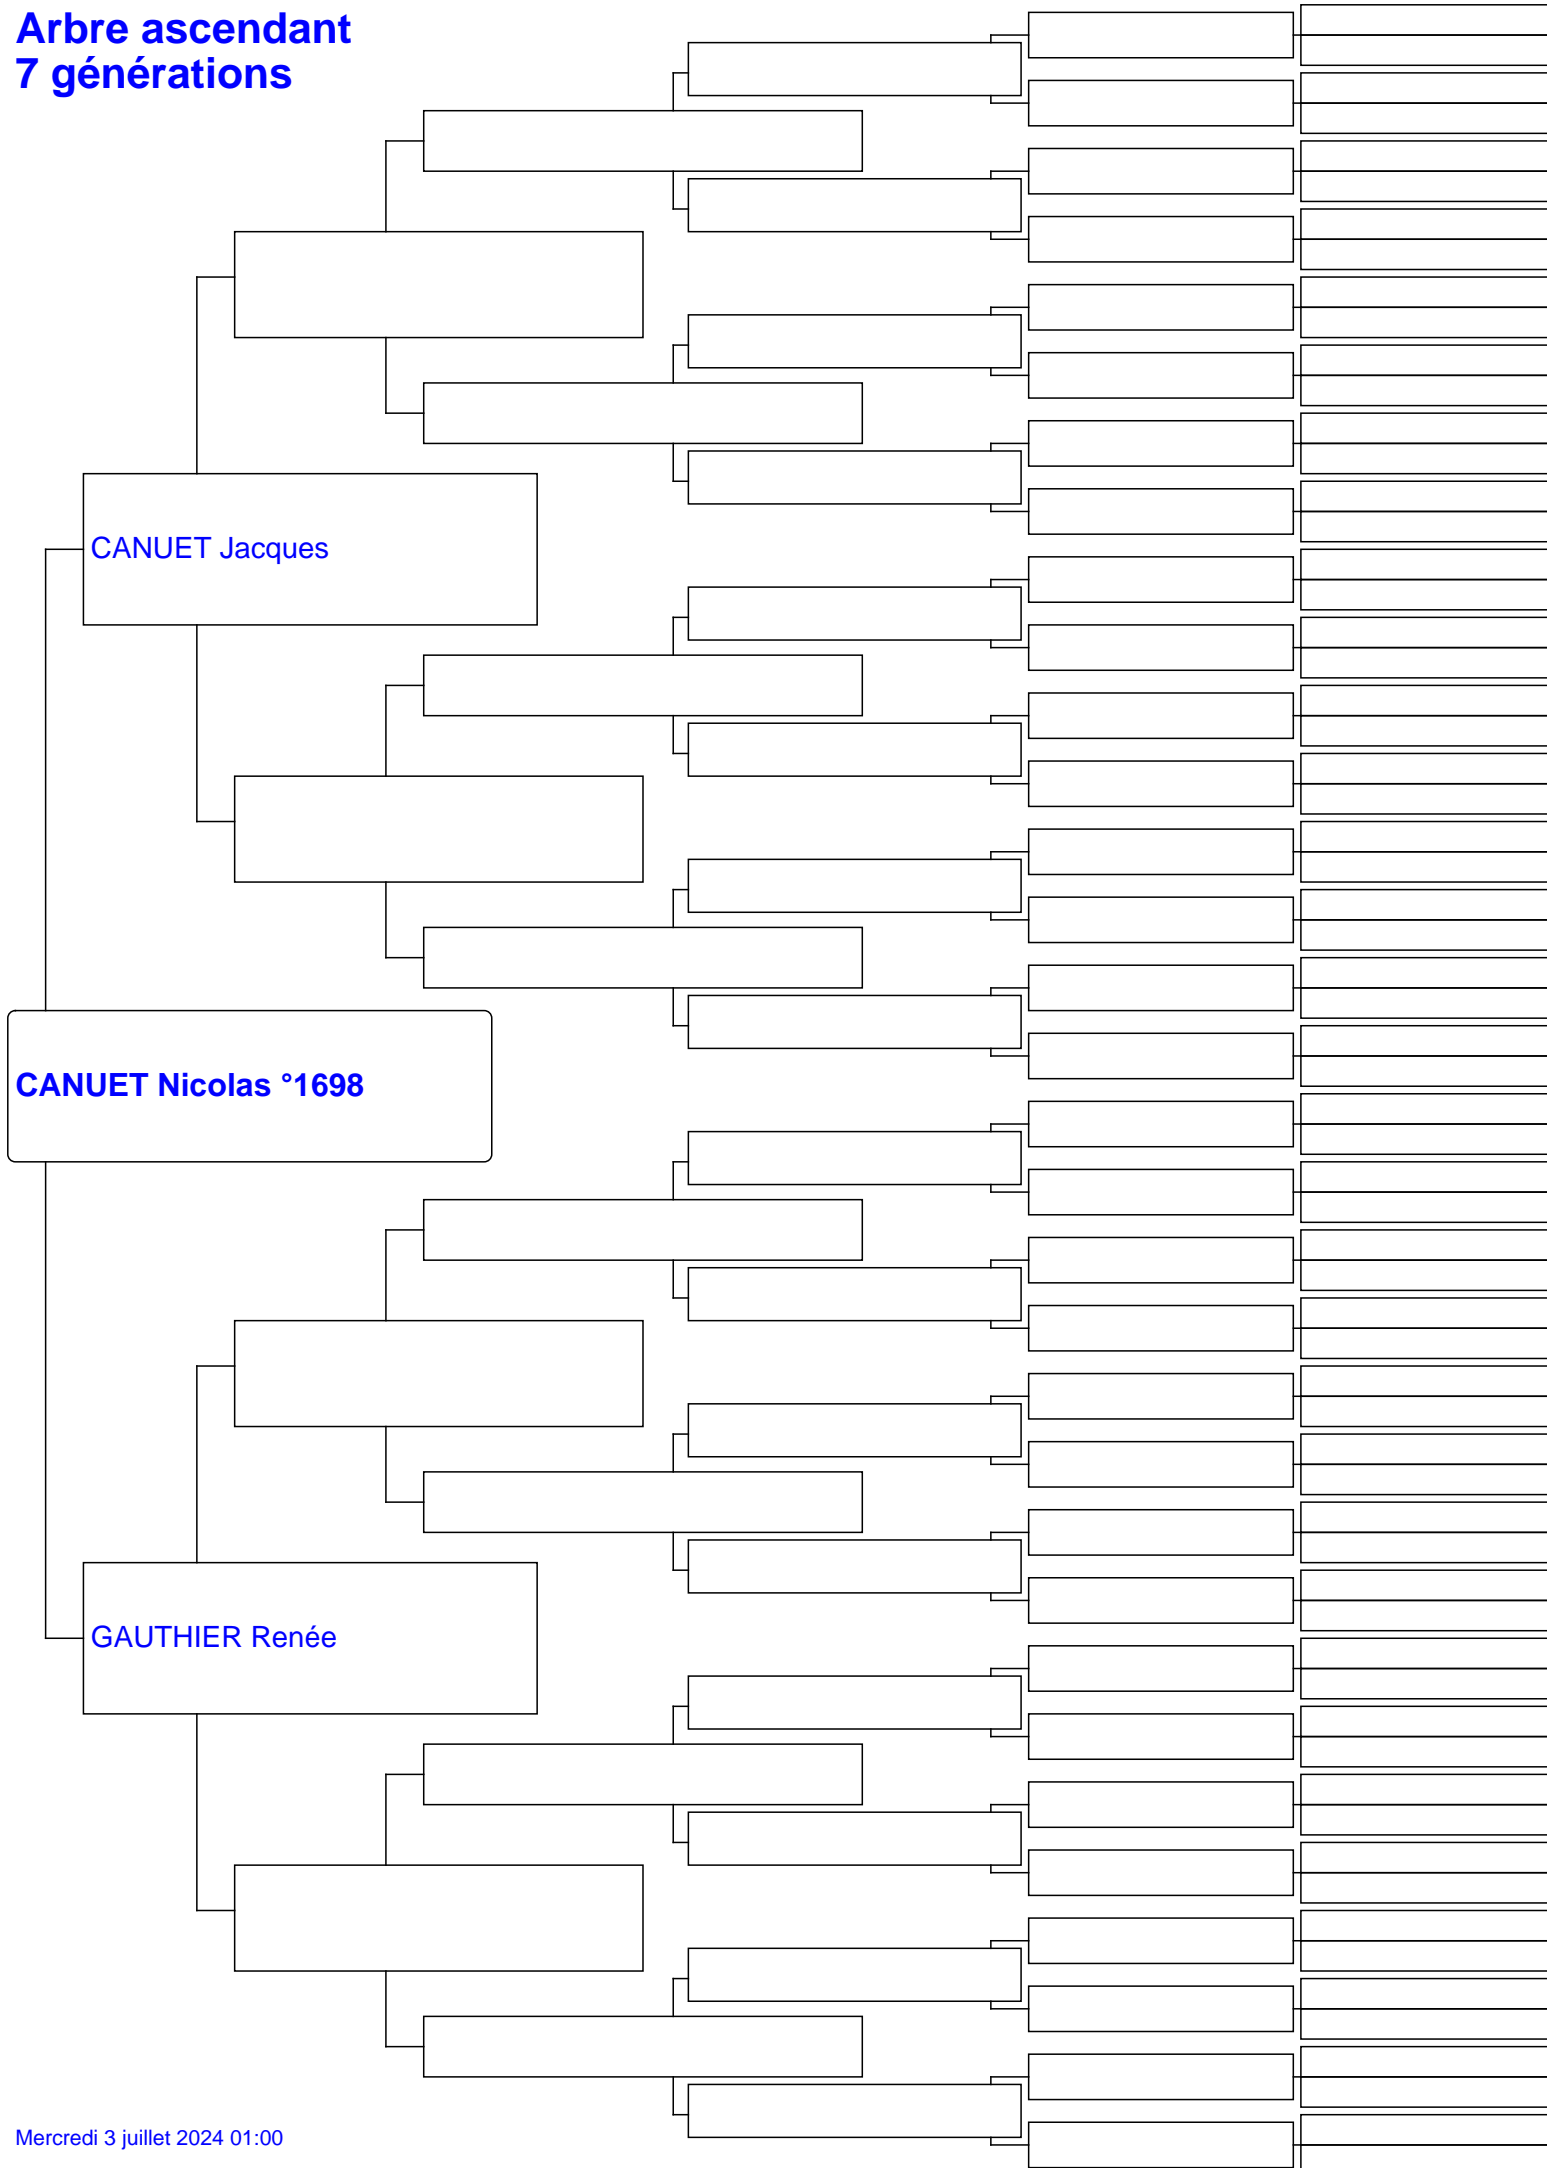 Arbre ascendant
7 générations
CANUET Jacques
CANUET Nicolas °1698
GAUTHIER Renée
Mercredi 3 juillet 2024 01:00